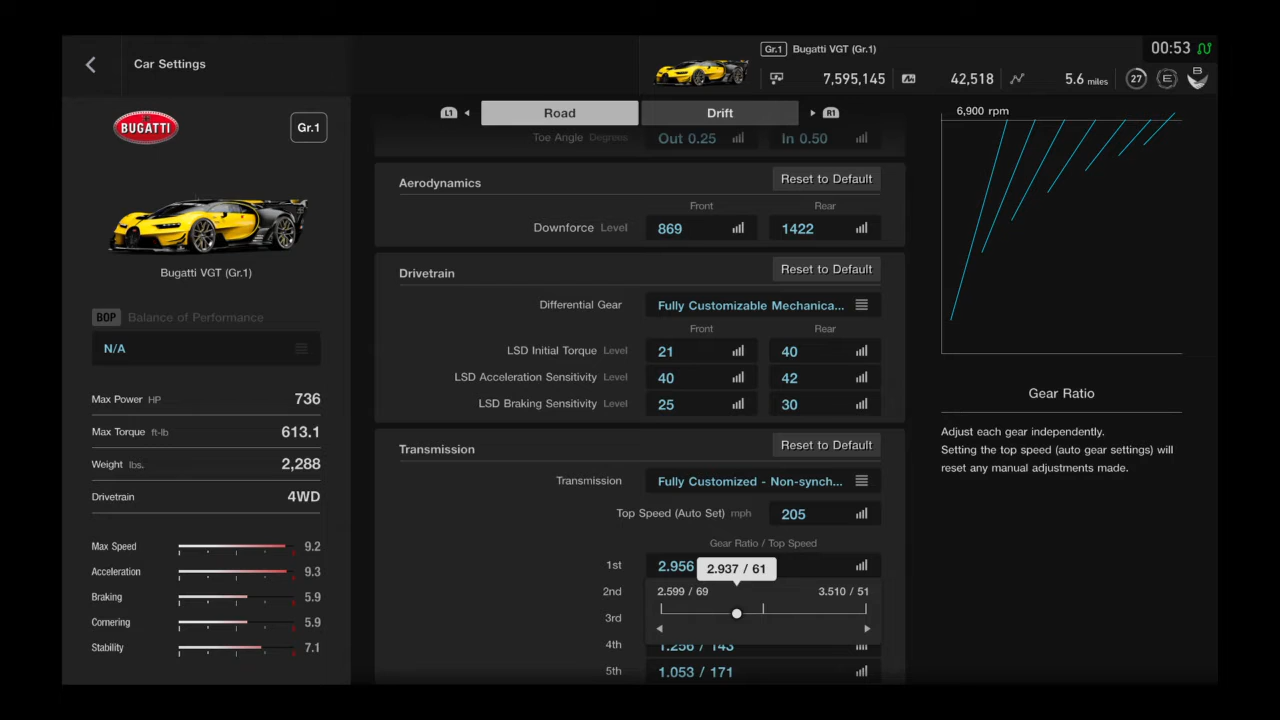 Car Settings
Gr.1 Bugatti VGT (Gr.1)
00:53
7,595,145
42,518
5.6 miles
27
E
B
BUGATTI
Gr.1
Bugatti VGT (Gr.1)
BOP Balance of Performance
N/A
Max Power HP 736
Max Torque ft-lb 613.1
Weight lbs. 2,288
Drivetrain 4WD
Max Speed 9.2
Acceleration 9.3
Braking 5.9
Cornering 5.9
Stability 7.1
L1 Road Drift R1
Toe Angle Degrees Out 0.25 In 0.50
Aerodynamics Reset to Default
Front Rear
Downforce Level 869 1422
Drivetrain Reset to Default
Differential Gear Fully Customizable Mechanica...
Front Rear
LSD Initial Torque Level 21 40
LSD Acceleration Sensitivity Level 40 42
LSD Braking Sensitivity Level 25 30
Transmission Reset to Default
Transmission Fully Customized - Non-synch...
Top Speed (Auto Set) mph 205
Gear Ratio / Top Speed
1st 2.956
2.937 / 61
2nd 2.599 / 69 3.510 / 51
3rd
4th 1.256 / 143
5th 1.053 / 171
6,900 rpm
Gear Ratio
Adjust each gear independently.
Setting the top speed (auto gear settings) will
reset any manual adjustments made.